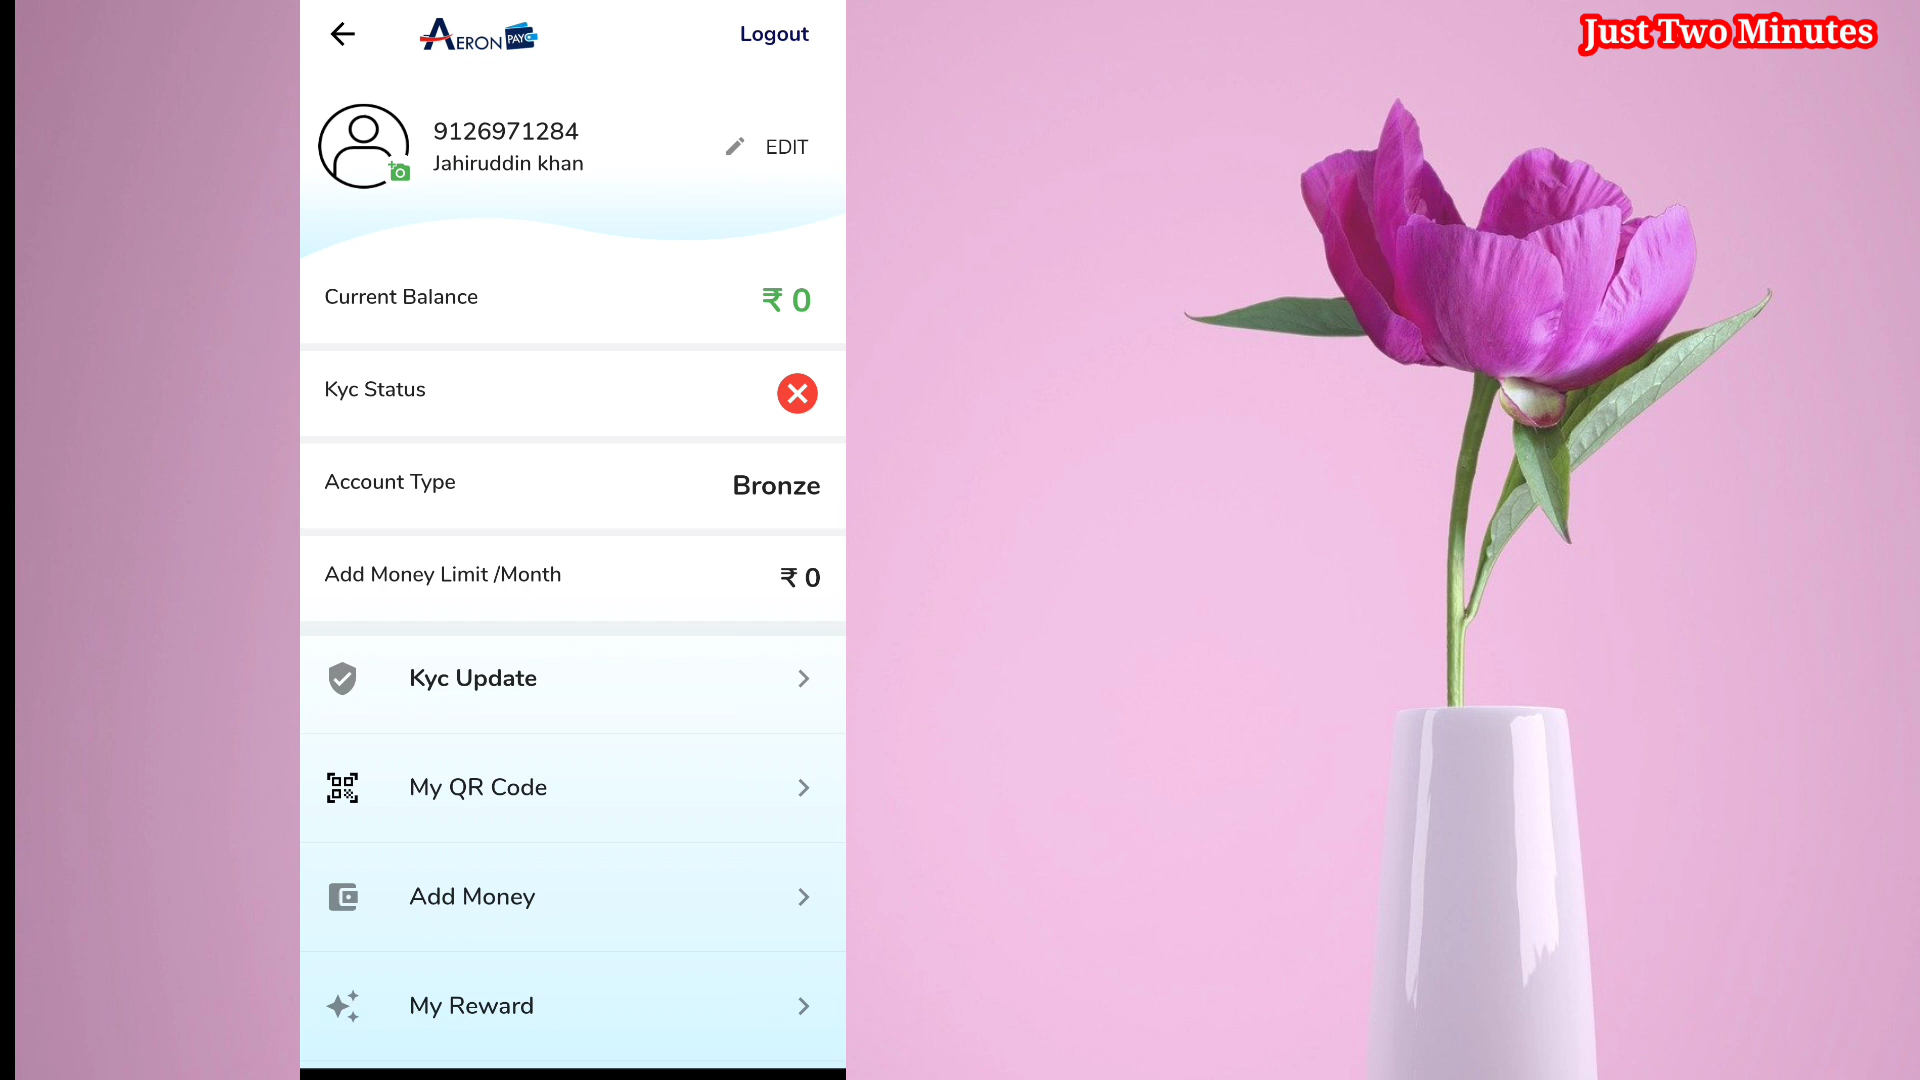 AERON PAY
Logout
9126971284
Jahiruddin khan
EDIT
Current Balance
₹ 0
Kyc Status
Account Type
Bronze
Add Money Limit /Month
₹ 0
Kyc Update
My QR Code
Add Money
My Reward
Just Two Minutes